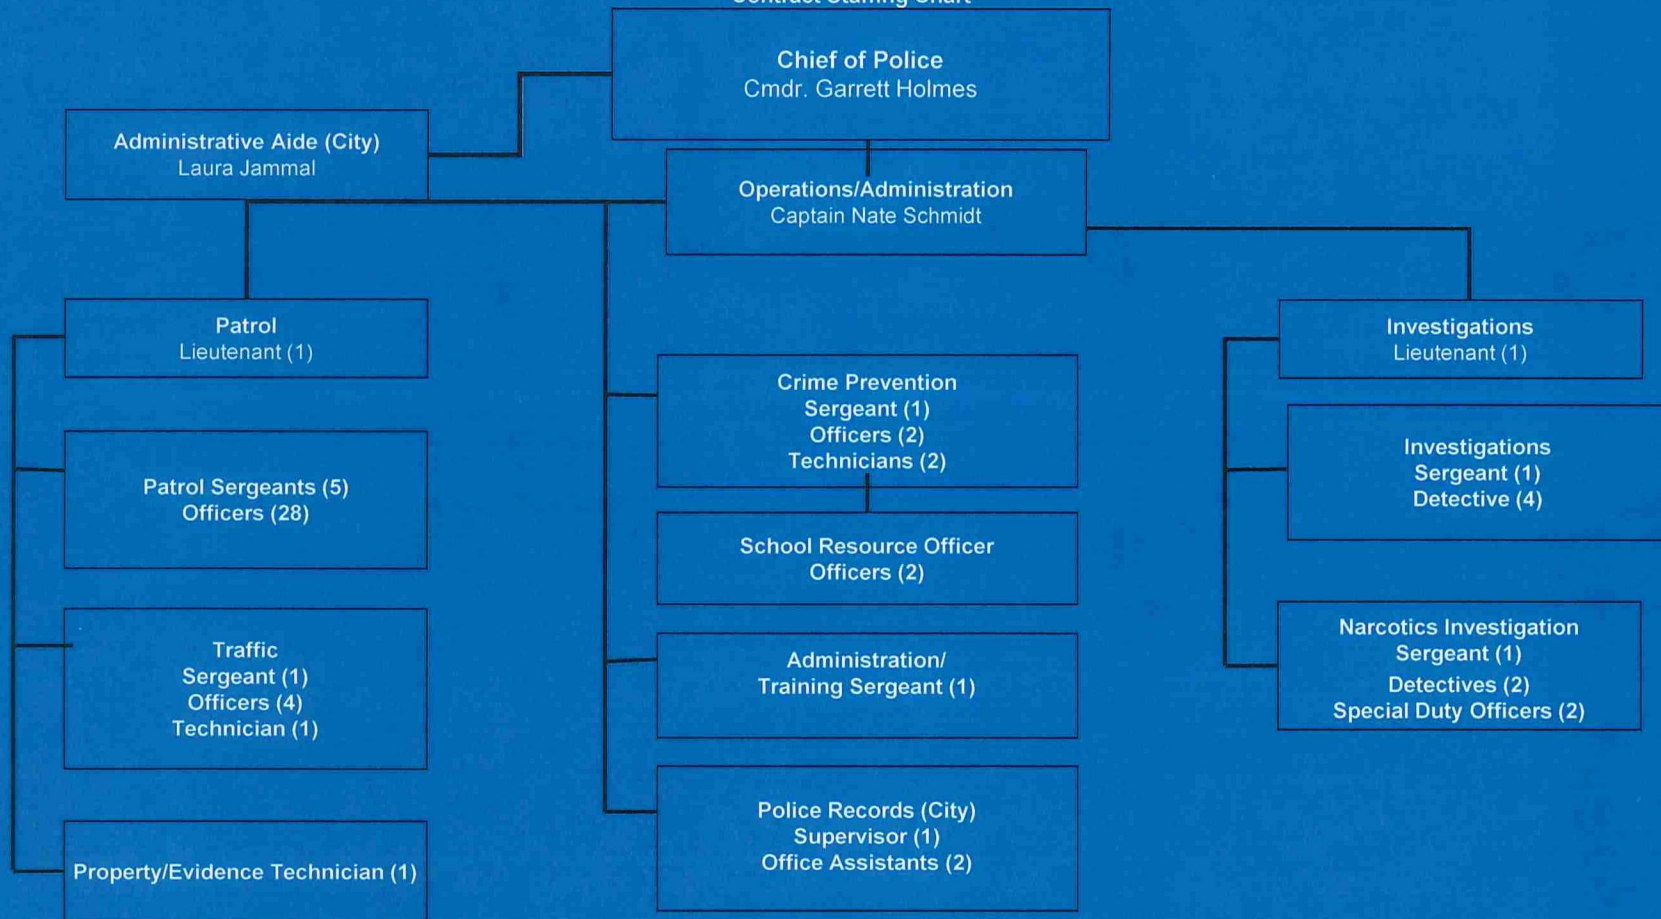 Contract Staffing Chart
Chief of Police
Cmdr. Garrett Holmes
Administrative Aide (City)
Laura Jammal
Operations/Administration
Captain Nate Schmidt
Patrol
Lieutenant (1)
Patrol Sergeants (5)
Officers (28)
Traffic
Sergeant (1)
Officers (4)
Technician (1)
Property/Evidence Technician (1)
Crime Prevention
Sergeant (1)
Officers (2)
Technicians (2)
School Resource Officer
Officers (2)
Administration/
Training Sergeant (1)
Police Records (City)
Supervisor (1)
Office Assistants (2)
Investigations
Lieutenant (1)
Investigations
Sergeant (1)
Detective (4)
Narcotics Investigation
Sergeant (1)
Detectives (2)
Special Duty Officers (2)